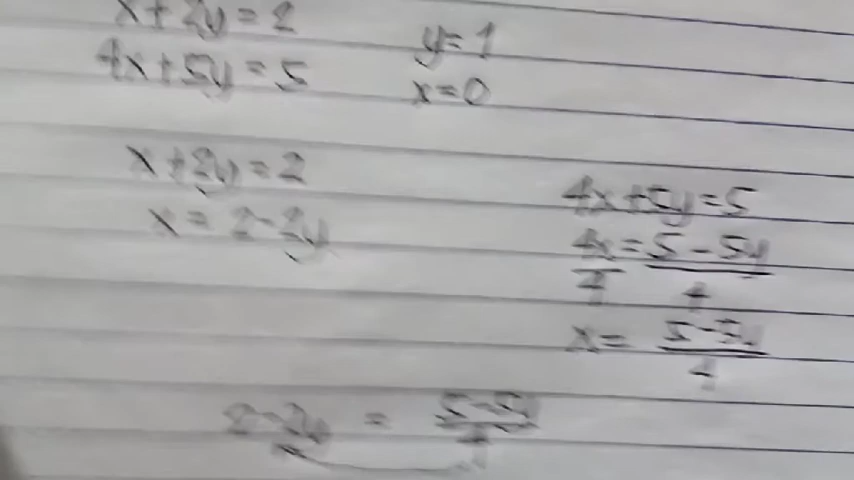 x + 2y = 2
4x + 5y = 5
y = 1
x = 0
x + 2y = 2
x = 2 - 2y
4x + 5y = 5
4x = 5 - 5y
4 4
x = 5 - 5y
4
2 - 2y = 5 - 5y
4